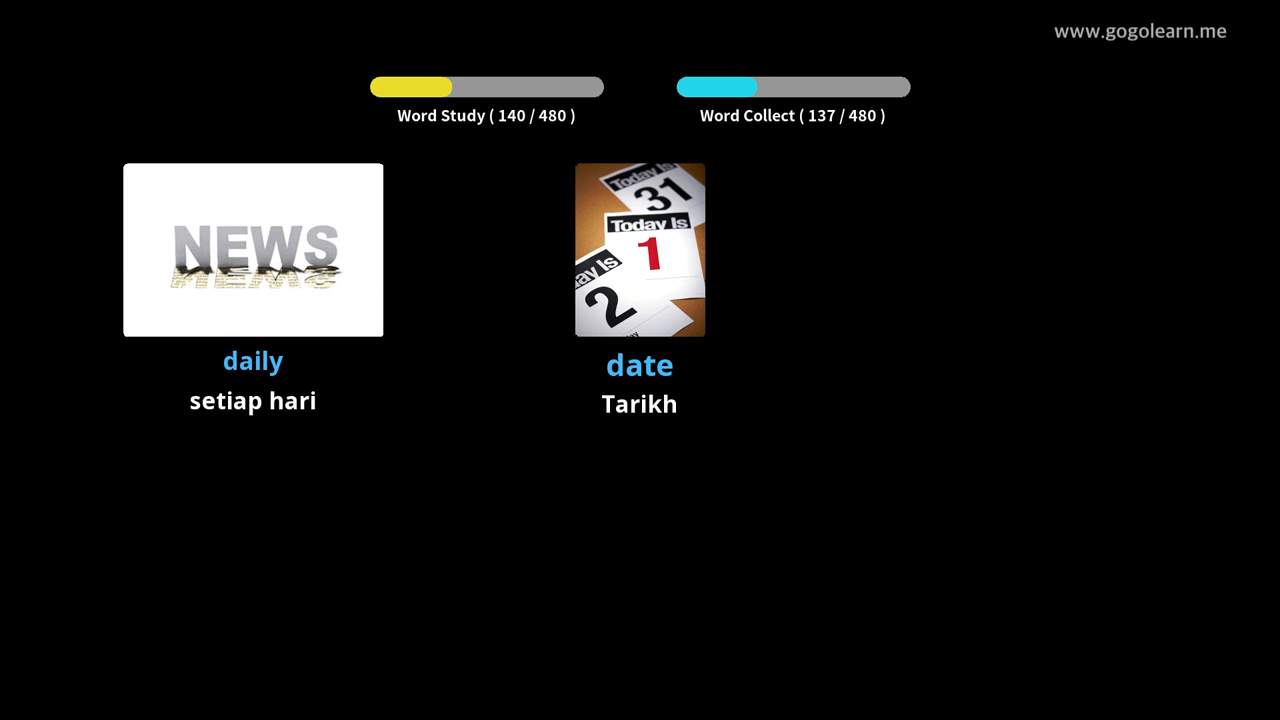 www.gogolearn.me
Word Study ( 140 / 480 )
Word Collect ( 137 / 480 )
NEWS
daily
setiap hari
Today Is
31
Today Is
1
ay Is
2
date
Tarikh